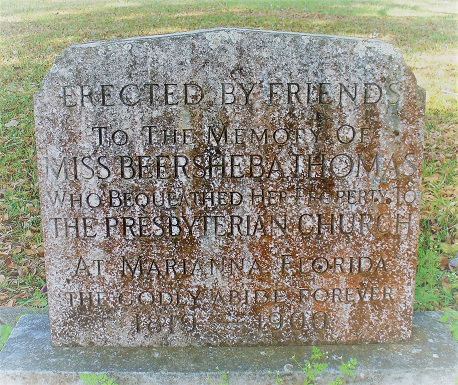 ERECTED BY FRIENDS
TO THE MEMORY OF
MISS BEERSHEBA THOMAS
WHO BEQUEATHED HER PROPERTY TO
THE PRESBYTERIAN CHURCH
AT MARIANNA FLORIDA
THE GODLY ABIDE FOREVER